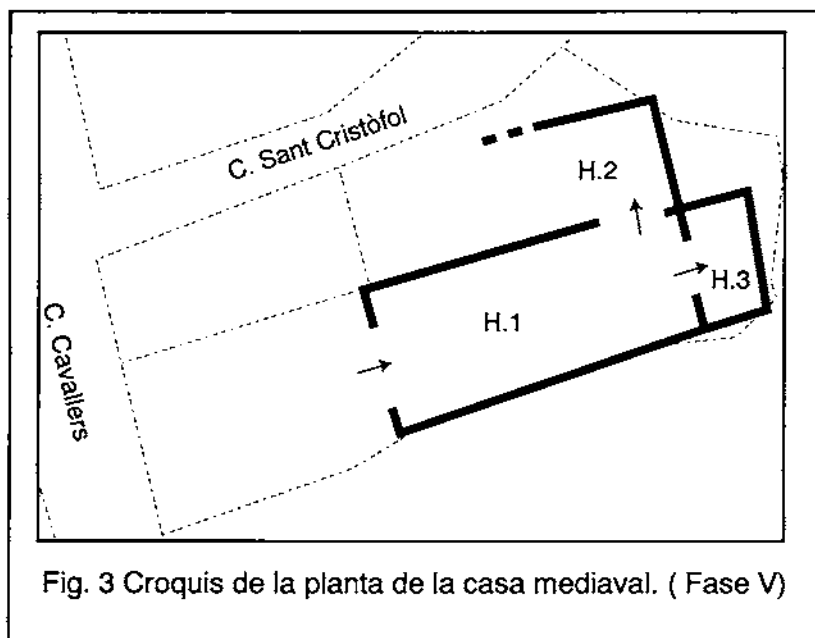 C. Sant Cristòfol
H.2
H.3
H.1
C. Cavallers
Fig. 3 Croquis de la planta de la casa mediaval. ( Fase V)